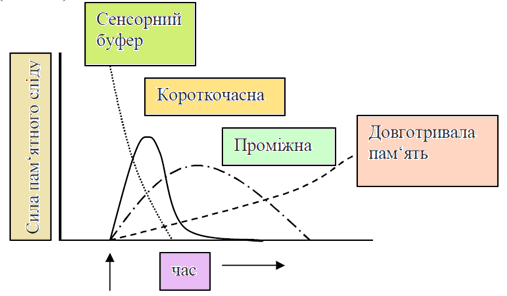 Сенсорний
буфер
Короткочасна
Проміжна
Довготривала
пам‘ять
Сила пам‘ятного сліду
час